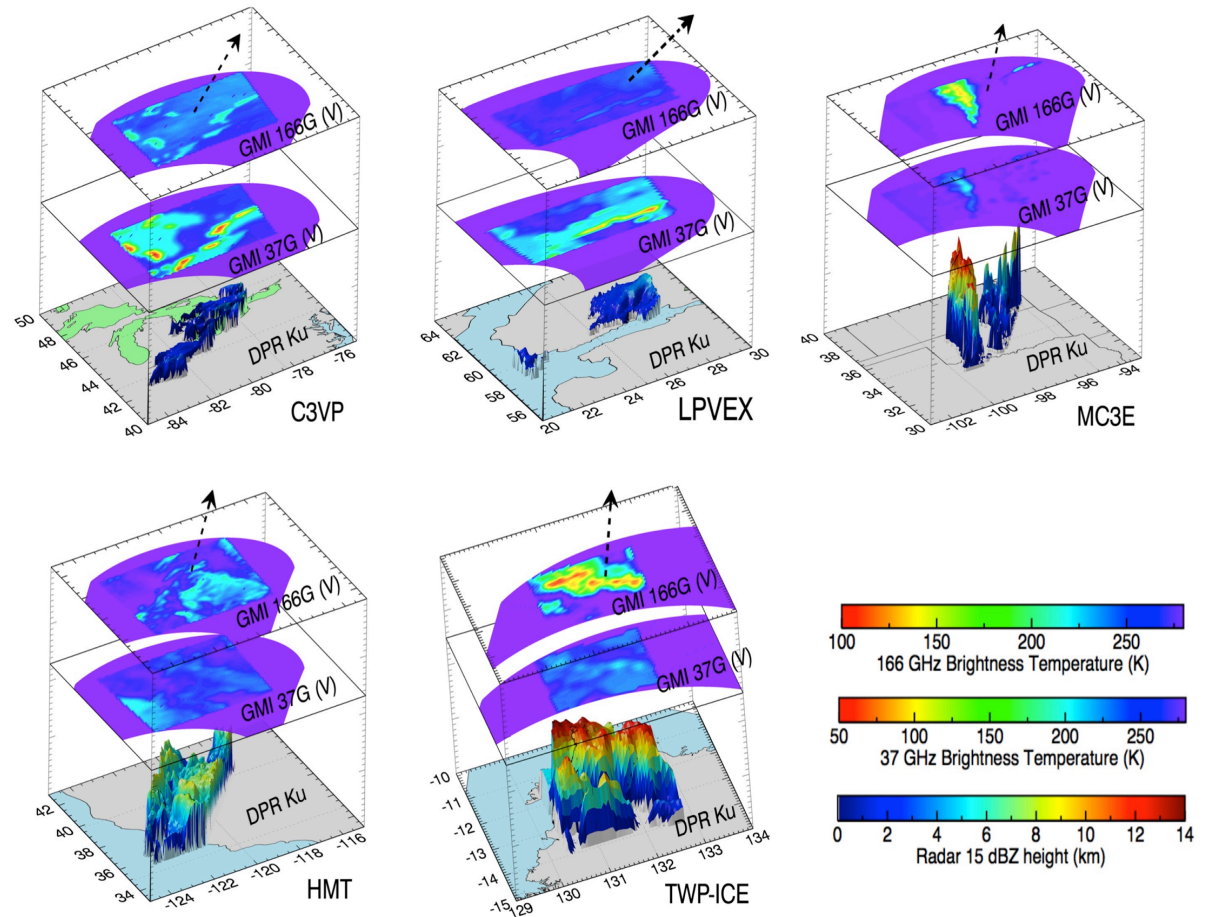 GMI 166G (V)
GMI 37G (V)
DPR Ku
50
48
46
44
42
40
-84
-82
-80
-78
-76
C3VP
GMI 166G (V)
GMI 37G (V)
DPR Ku
64
62
60
58
56
20
22
24
26
28
30
LPVEX
GMI 166G (V)
GMI 37G (V)
DPR Ku
40
38
36
34
32
30
-102
-100
-98
-96
-94
MC3E
GMI 166G (V)
GMI 37G (V)
DPR Ku
42
40
38
36
34
-124
-122
-120
-118
-116
HMT
GMI 166G (V)
GMI 37G (V)
DPR Ku
-10
-11
-12
-13
-14
-15
129
130
131
132
133
134
TWP-ICE
100 150 200 250
166 GHz Brightness Temperature (K)
50 100 150 200 250
37 GHz Brightness Temperature (K)
0 2 4 6 8 10 12 14
Radar 15 dBZ height (km)